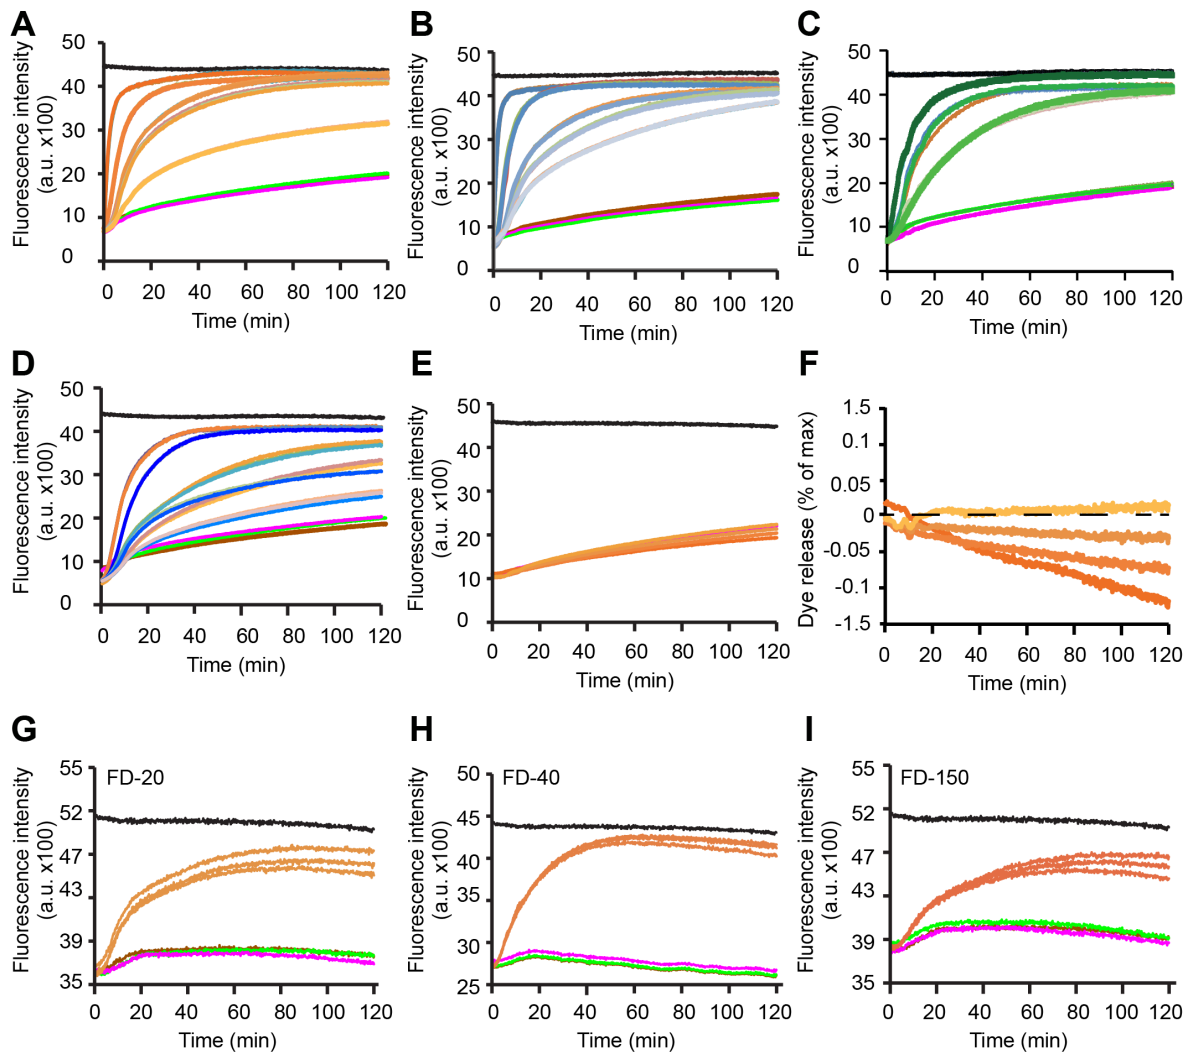 A
Fluorescence intensity
(a.u. x100)
50
40
30
20
10
0
0 20 40 60 80 100 120
Time (min)
B
Fluorescence intensity
(a.u. x100)
50
40
30
20
10
0
0 20 40 60 80 100 120
Time (min)
C
Fluorescence intensity
(a.u. x100)
50
40
30
20
10
0
0 20 40 60 80 100 120
Time (min)
D
Fluorescence intensity
(a.u. x100)
50
40
30
20
10
0
0 20 40 60 80 100 120
Time (min)
E
Fluorescence intensity
(a.u. x100)
50
40
30
20
10
0
0 20 40 60 80 100 120
Time (min)
F
Dye release (% of max)
1.5
0.1
0.05
0
-0.05
-0.1
-1.5
0 20 40 60 80 100 120
Time (min)
G
FD-20
Fluorescence intensity
(a.u. x100)
55
52
47
43
39
35
0 20 40 60 80 100 120
Time (min)
H
FD-40
Fluorescence intensity
(a.u. x100)
50
45
40
35
30
25
0 20 40 60 80 100 120
Time (min)
I
FD-150
Fluorescence intensity
(a.u. x100)
55
52
47
43
39
35
0 20 40 60 80 100 120
Time (min)